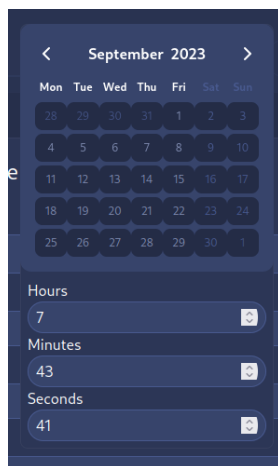 September 2023
Mon Tue Wed Thu Fri Sat Sun
28 29 30 31 1 2 3
4 5 6 7 8 9 10
e
11 12 13 14 15 16 17
18 19 20 21 22 23 24
25 26 27 28 29 30 1
Hours
7
Minutes
43
Seconds
41